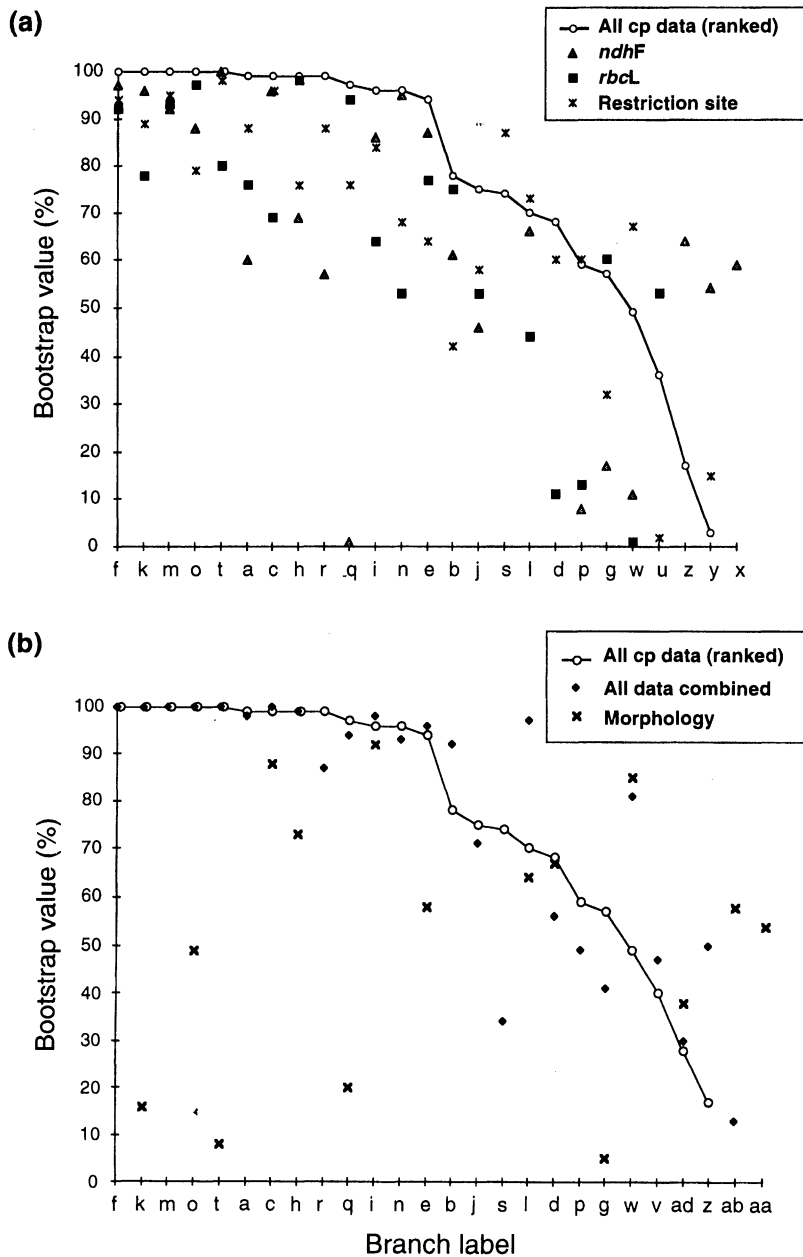 (a)
All cp data (ranked)
ndhF
rbcL
Restriction site
Bootstrap value (%)
100
90
80
70
60
50
40
30
20
10
0
f k m o t a c h r q i n e b j s l d p g w u z y x
(b)
All cp data (ranked)
All data combined
Morphology
Bootstrap value (%)
100
90
80
70
60
50
40
30
20
10
0
f k m o t a c h r q i n e b j s l d p g w v ad z ab aa
Branch label